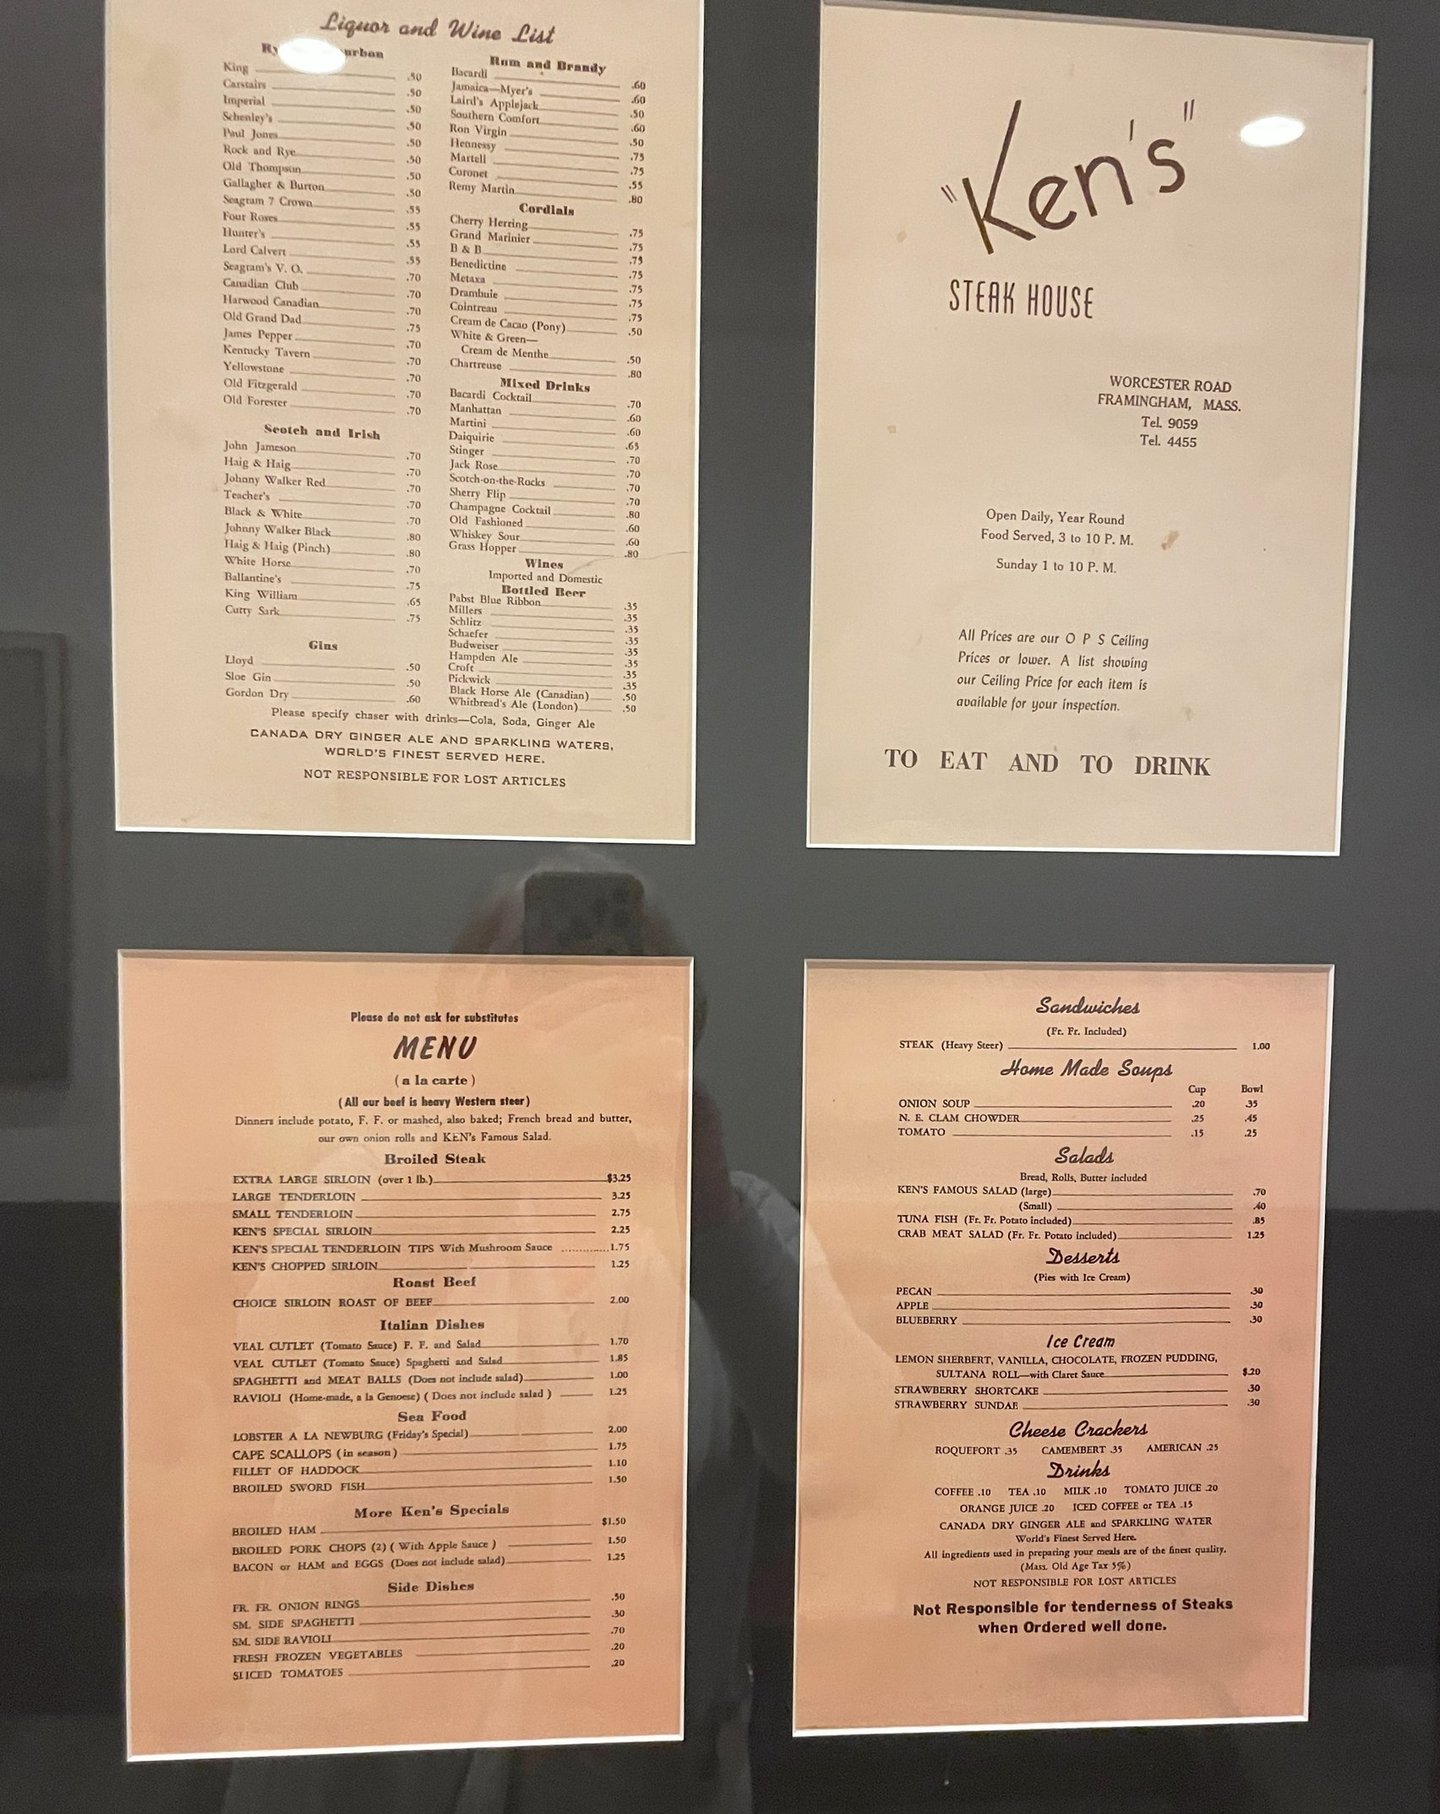 Liquor and Wine List
King .50
Carstairs .50
Imperial .50
Schenley's .50
Paul Jones .50
Rock and Rye .50
Old Thompson .50
Gallagher & Burton .50
Seagram 7 Crown .55
Four Roses .55
Hunter's .55
Lord Calvert .55
Seagram's V. O. .70
Canadian Club .70
Harwood Canadian .70
Old Grand Dad .75
James Pepper .70
Kentucky Tavern .70
Yellowstone .70
Old Fitzgerald .70
Old Forester .70
Scotch and Irish
John Jameson .70
Haig & Haig .70
Johnny Walker Red .70
Teacher's .70
Black & White .70
Johnny Walker Black .80
Haig & Haig (Pinch) .80
White Horse .70
Ballantine's .75
King William .65
Cutty Sark .75
Gins
Lloyd .50
Sloe Gin .50
Gordon Dry .60
Rum and Brandy
Bacardi .60
Jamaica—Myer's .60
Laird's Applejack .50
Southern Comfort .60
Ron Virgin .50
Hennessy .75
Martell .75
Coronet .55
Remy Martin .80
Cordials
Cherry Herring .75
Grand Marinier .75
B & B .75
Benedictine .75
Metaxa .75
Drambuie .75
Cointreau .75
Cream de Cacao (Pony) .50
White & Green—
Cream de Menthe .50
Chartreuse .80
Mixed Drinks
Bacardi Cocktail .70
Manhattan .60
Martini .60
Daiquirie .65
Stinger .70
Jack Rose .70
Scotch-on-the-Rocks .70
Sherry Flip .70
Champagne Cocktail .80
Old Fashioned .60
Whiskey Sour .60
Grass Hopper .80
Wines
Imported and Domestic
Bottled Beer
Pabst Blue Ribbon .35
Millers .35
Schlitz .35
Schaefer .35
Budweiser .35
Hampden Ale .35
Croft .35
Pickwick .35
Black Horse Ale (Canadian) .50
Whitbread's Ale (London) .50
Please specify chaser with drinks—Cola, Soda, Ginger Ale
CANADA DRY GINGER ALE AND SPARKLING WATERS,
WORLD'S FINEST SERVED HERE.
NOT RESPONSIBLE FOR LOST ARTICLES
"Ken's"
STEAK HOUSE
WORCESTER ROAD
FRAMINGHAM, MASS.
Tel. 9059
Tel. 4455
Open Daily, Year Round
Food Served, 3 to 10 P. M.
Sunday 1 to 10 P. M.
All Prices are our O P S Ceiling
Prices or lower. A list showing
our Ceiling Price for each item is
available for your inspection.
TO EAT AND TO DRINK
Please do not ask for substitutes
MENU
(a la carte)
(All our beef is heavy Western steer)
Dinners include potato, F. F. or mashed, also baked; French bread and butter,
our own onion rolls and KEN's Famous Salad.
Broiled Steak
EXTRA LARGE SIRLOIN (over 1 lb.) $3.25
LARGE TENDERLOIN 3.25
SMALL TENDERLOIN 2.75
KEN'S SPECIAL SIRLOIN 2.25
KEN'S SPECIAL TENDERLOIN TIPS With Mushroom Sauce 1.75
KEN'S CHOPPED SIRLOIN 1.25
Roast Beef
CHOICE SIRLOIN ROAST OF BEEF 2.00
Italian Dishes
VEAL CUTLET (Tomato Sauce) F. F. and Salad 1.70
VEAL CUTLET (Tomato Sauce) Spaghetti and Salad 1.85
SPAGHETTI and MEAT BALLS (Does not include salad) 1.00
RAVIOLI (Home-made, a la Genoese) (Does not include salad) 1.25
Sea Food
LOBSTER A LA NEWBURG (Friday's Special) 2.00
CAPE SCALLOPS (in season) 1.75
FILLET OF HADDOCK 1.10
BROILED SWORD FISH 1.50
More Ken's Specials
BROILED HAM $1.50
BROILED PORK CHOPS (2) (With Apple Sauce) 1.50
BACON or HAM and EGGS (Does not include salad) 1.25
Side Dishes
FR. FR. ONION RINGS .50
SM. SIDE SPAGHETTI .30
SM. SIDE RAVIOLI .70
FRESH FROZEN VEGETABLES .20
SLICED TOMATOES .20
Sandwiches
(Fr. Fr. Included)
STEAK (Heavy Steer) 1.00
Home Made Soups
Cup Bowl
ONION SOUP .20 .35
N. E. CLAM CHOWDER .25 .45
TOMATO .15 .25
Salads
Bread, Rolls, Butter included
KEN'S FAMOUS SALAD (large) .70
(Small) .40
TUNA FISH (Fr. Fr. Potato included) .85
CRAB MEAT SALAD (Fr. Fr. Potato included) 1.25
Desserts
(Pies with Ice Cream)
PECAN .30
APPLE .30
BLUEBERRY .30
Ice Cream
LEMON SHERBERT, VANILLA, CHOCOLATE, FROZEN PUDDING,
SULTANA ROLL—with Claret Sauce $.20
STRAWBERRY SHORTCAKE .30
STRAWBERRY SUNDAE .30
Cheese Crackers
ROQUEFORT .35 CAMEMBERT .35 AMERICAN .25
Drinks
COFFEE .10 TEA .10 MILK .10 TOMATO JUICE .20
ORANGE JUICE .20 ICED COFFEE or TEA .15
CANADA DRY GINGER ALE and SPARKLING WATER
World's Finest Served Here.
All ingredients used in preparing your meals are of the finest quality.
(Mass. Old Age Tax 5%)
NOT RESPONSIBLE FOR LOST ARTICLES
Not Responsible for tenderness of Steaks
when Ordered well done.